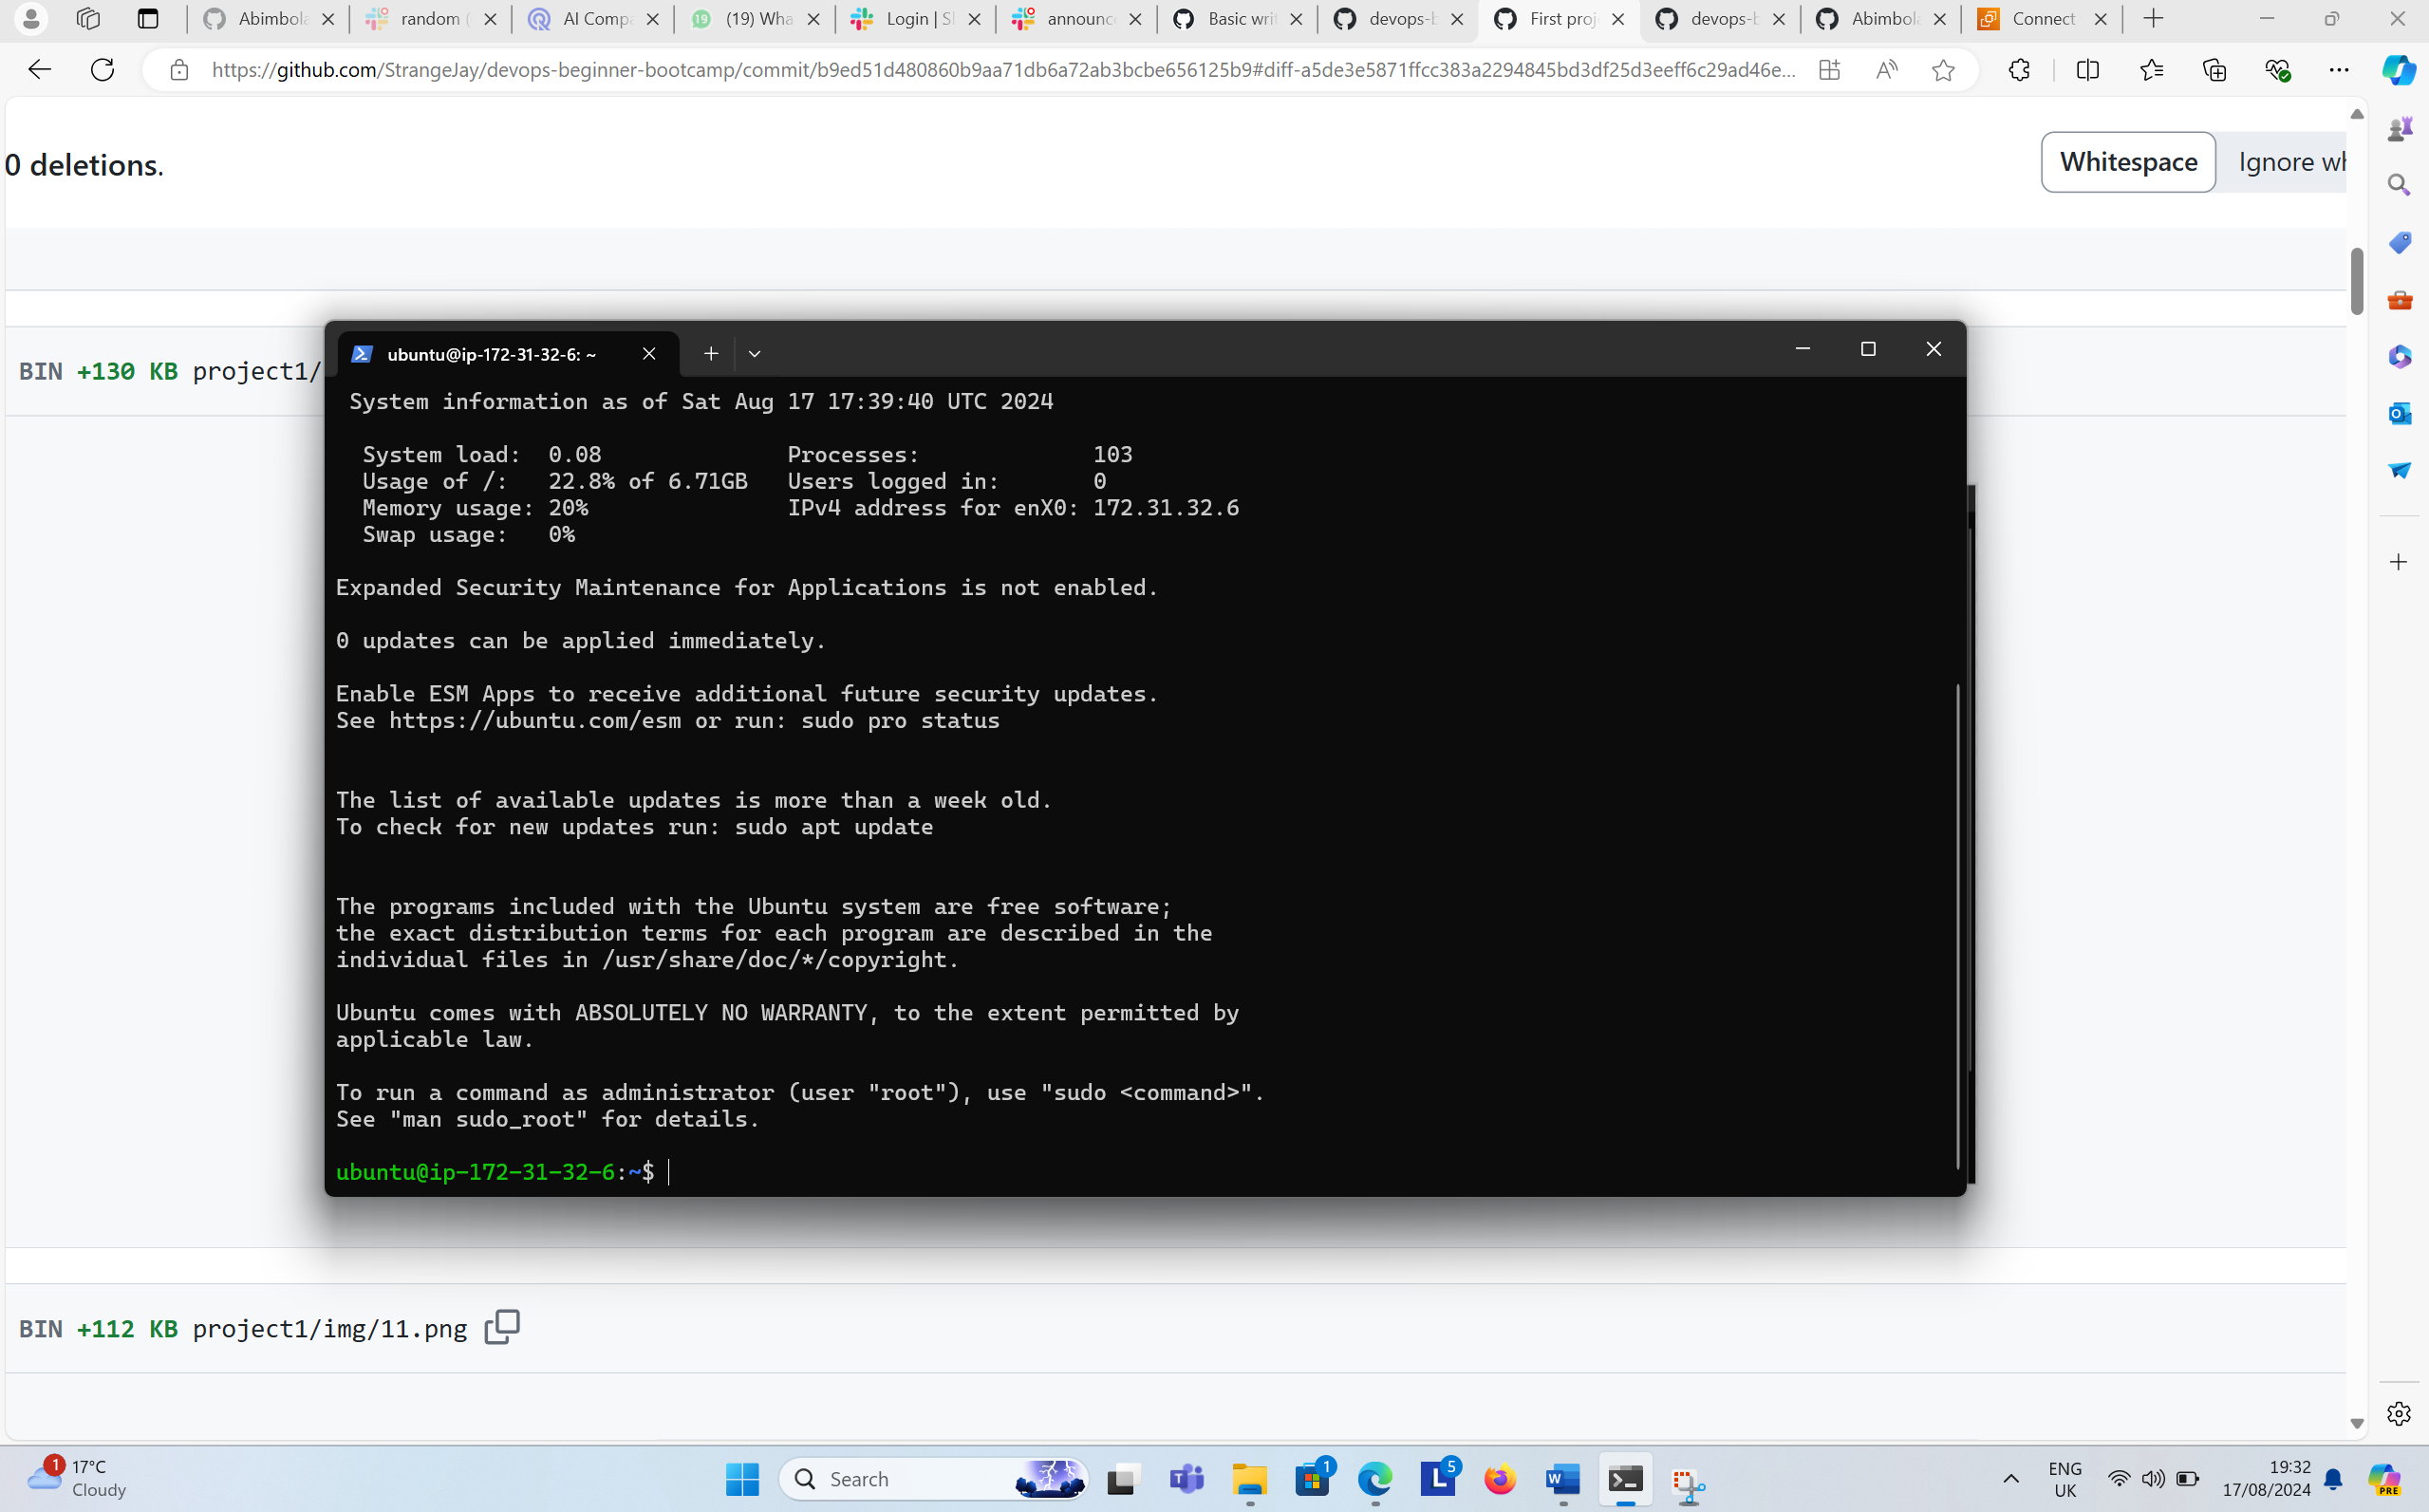 Abimbola
random (
AI Compa
(19) Wha
Login | Sl
announc
Basic writ
devops-b
First proj
devops-b
Abimbola
Connect
https://github.com/StrangeJay/devops-beginner-bootcamp/commit/b9ed51d480860b9aa71db6a72ab3bcbe656125b9#diff-a5de3e5871ffcc383a2294845bd3df25d3eeff6c29ad46e...
0 deletions.
Whitespace
Ignore wh
BIN +130 KB project1/
ubuntu@ip-172-31-32-6: ~
System information as of Sat Aug 17 17:39:40 UTC 2024
System load: 0.08 Processes: 103
Usage of /: 22.8% of 6.71GB Users logged in: 0
Memory usage: 20% IPv4 address for enX0: 172.31.32.6
Swap usage: 0%
Expanded Security Maintenance for Applications is not enabled.
0 updates can be applied immediately.
Enable ESM Apps to receive additional future security updates.
See https://ubuntu.com/esm or run: sudo pro status
The list of available updates is more than a week old.
To check for new updates run: sudo apt update
The programs included with the Ubuntu system are free software;
the exact distribution terms for each program are described in the
individual files in /usr/share/doc/*/copyright.
Ubuntu comes with ABSOLUTELY NO WARRANTY, to the extent permitted by
applicable law.
To run a command as administrator (user "root"), use "sudo <command>".
See "man sudo_root" for details.
ubuntu@ip-172-31-32-6:~$
BIN +112 KB project1/img/11.png
1
17°C
Cloudy
Search
1
5
ENG
UK
19:32
17/08/2024
PRE